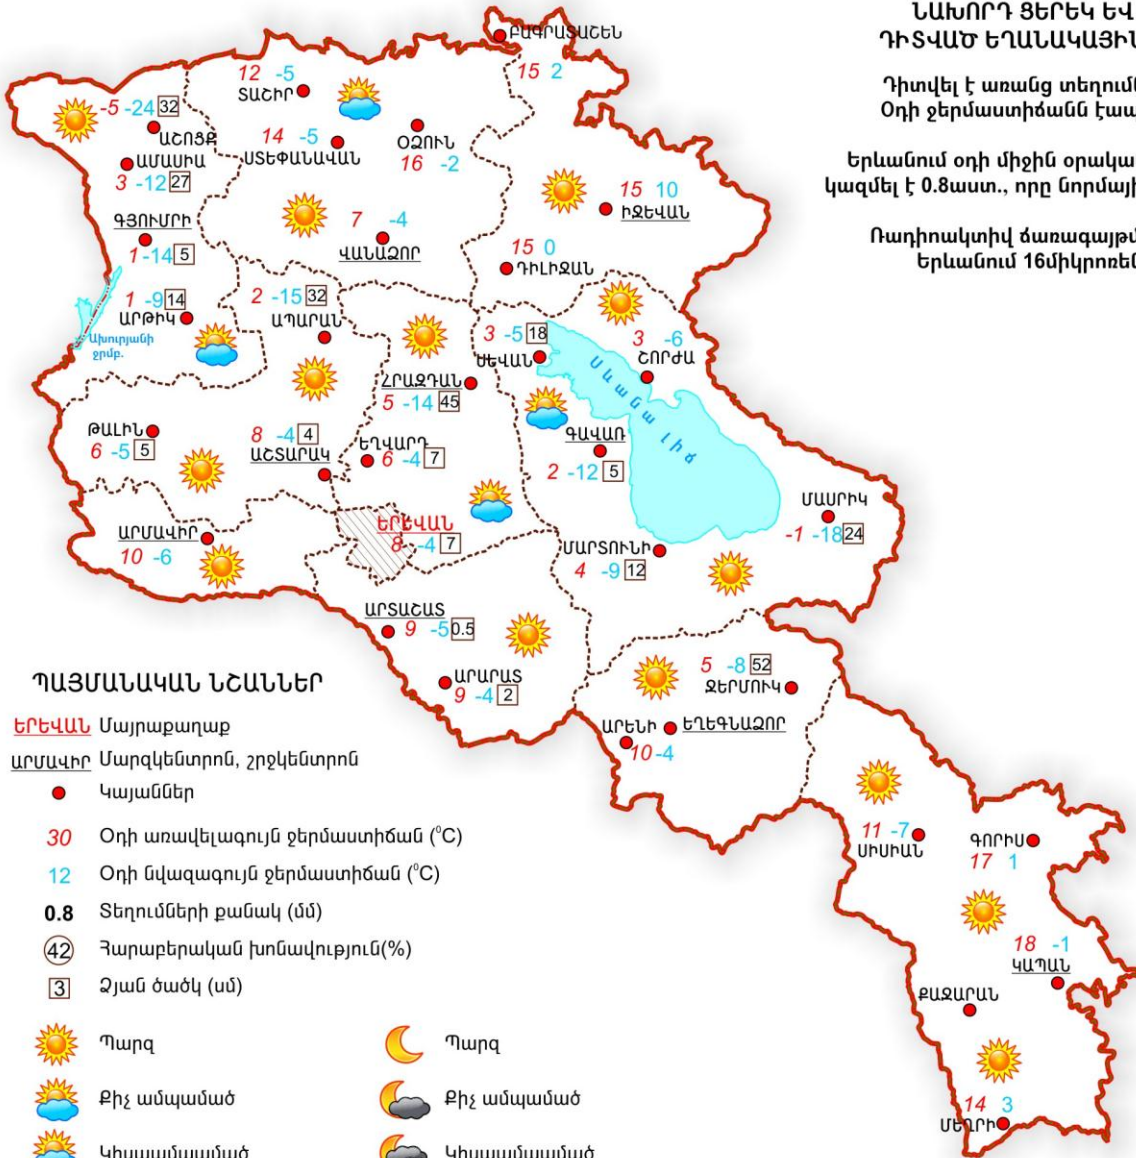 ՆԱԽՈՐԴ ՑԵՐԵԿ ԵՎ
ԴԻՏՎԱԾ ԵՂԱՆԱԿԱՅԻՆ
Դիտվել է առանց
Օդի ջերմաստիճանն
Երևանում օդի միջին
կազմել է 0.8աստ., որը
Ռադիոակտիվ
Երևանում
ԲԱԳՐԱՏԱՇԵՆ
15 2
12 -5
ՏԱՇԻՐ
-5 -24 32
ԱՇՈՑՔ
14 -5
ՍՏԵՓԱՆԱՎԱՆ
ՕՁՈՒՆ
16 -2
ԱՄԱՍԻԱ
3 -12 27
15 10
ԻՋԵՎԱՆ
ԳՅՈՒՄՐԻ
1 -14 5
7 -4
ՎԱՆԱՁՈՐ
15 0
ԴԻԼԻՋԱՆ
1 -9 14
ԱՐԹԻԿ
2 -15 32
ԱՊԱՐԱՆ
Ախուրյանի
ջրմբ.
3 -5 18
ՍԵՎԱՆ
3 -6
ՇՈՐԺԱ
Սևանա լիճ
ՀՐԱԶԴԱՆ
5 -14 45
ԹԱԼԻՆ
6 -5 5
8 -4 4
ԱՇՏԱՐԱԿ
ԵՂՎԱՐԴ
6 -4 7
ԳԱՎԱՌ
2 -12 5
ՄԱՍՐԻԿ
-1 -18 24
ԱՐՄԱՎԻՐ
10 -6
ԵՐԵՎԱՆ
8 -4 7
ՄԱՐՏՈՒՆԻ
4 -9 12
ԱՐՏԱՇԱՏ
9 -5 0.5
ԱՐԱՐԱՏ
9 -4 2
5 -8 52
ՋԵՐՄՈՒԿ
ԱՐԵՆԻ
10 -4
ԵՂԵԳՆԱՁՈՐ
11 -7
ՍԻՍԻԱՆ
ԳՈՐԻՍ
17 1
18 -1
ԿԱՊԱՆ
ՔԱՋԱՐԱՆ
14 3
ՄԵՂՐԻ
ՊԱՅՄԱՆԱԿԱՆ ՆՇԱՆՆԵՐ
ԵՐԵՎԱՆ Մայրաքաղաք
ԱՐՄԱՎԻՐ Մարզկենտրոն, շրջկենտրոն
Կայաններ
30 Օդի առավելագույն ջերմաստիճան (⁰C)
12 Օդի նվազագույն ջերմաստիճան (⁰C)
0.8 Տեղումների քանակ (մմ)
42 Հարաբերական խոնավություն(%)
3 Ձյան ծածկ (սմ)
Պարզ Պարզ
Քիչ ամպամած Քիչ ամպամած